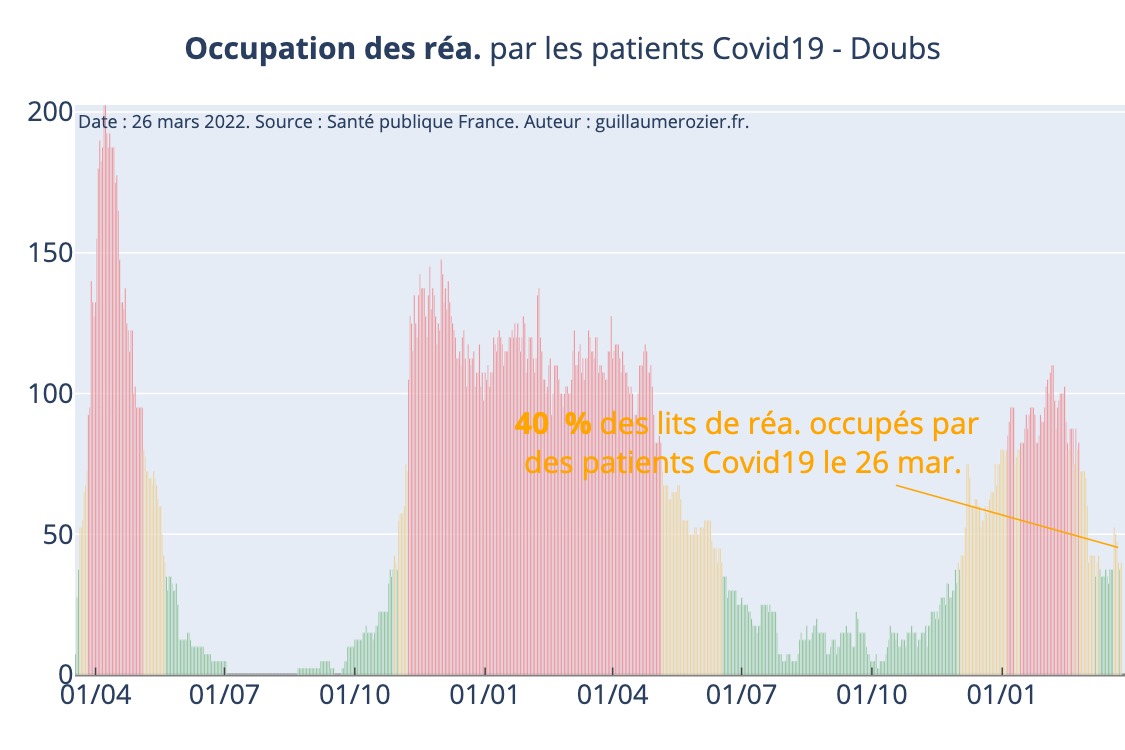 Occupation des réa. par les patients Covid19 - Doubs
200
Date : 26 mars 2022. Source : Santé publique France. Auteur : guillaumerozier.fr.
150
100
40 % des lits de réa. occupés par
des patients Covid19 le 26 mar.
50
0
01/04 01/07 01/10 01/01 01/04 01/07 01/10 01/01